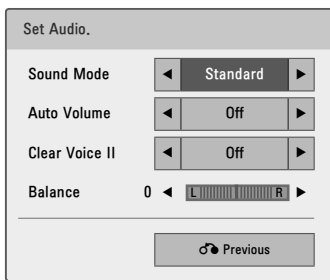 Set Audio.
Sound Mode ◄ Standard ►
Auto Volume ◄ Off ►
Clear Voice II ◄ Off ►
Balance 0 ◄ L R ►
Previous